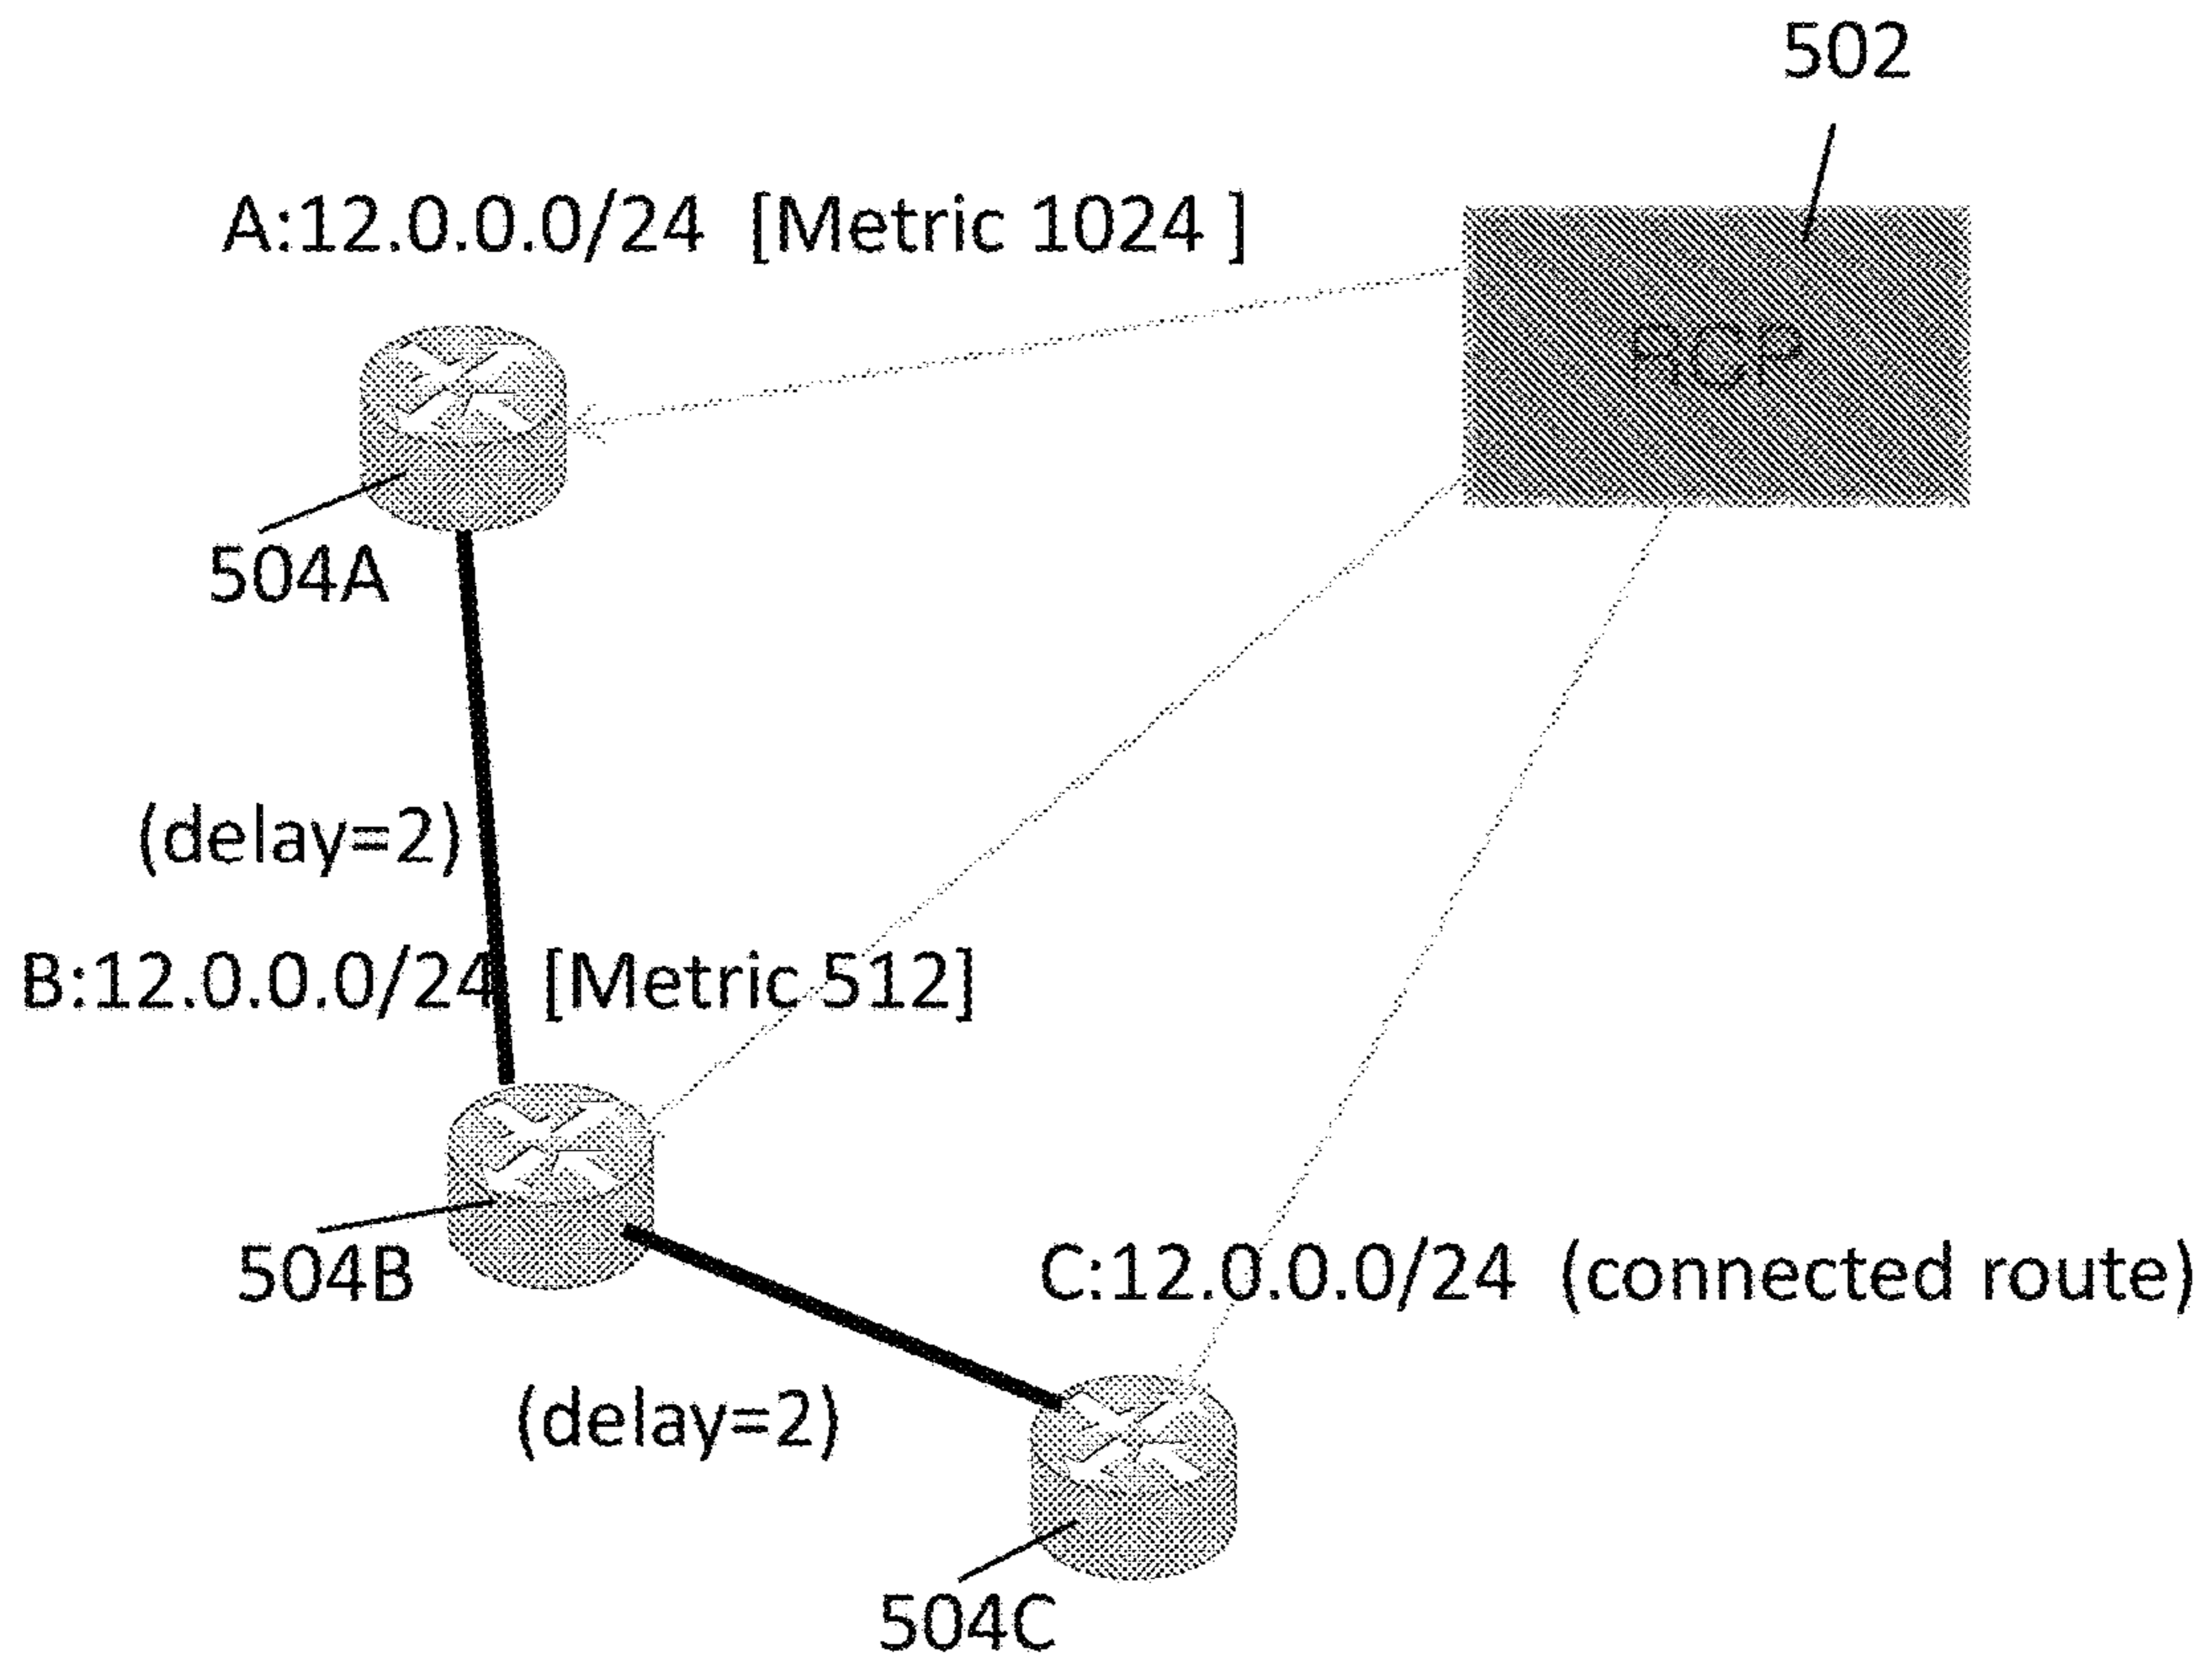 502
A:12.0.0.0/24 [Metric 1024 ]
RCP
504A
(delay=2)
B:12.0.0.0/24 [Metric 512]
504B
C:12.0.0.0/24 (connected route)
(delay=2)
504C